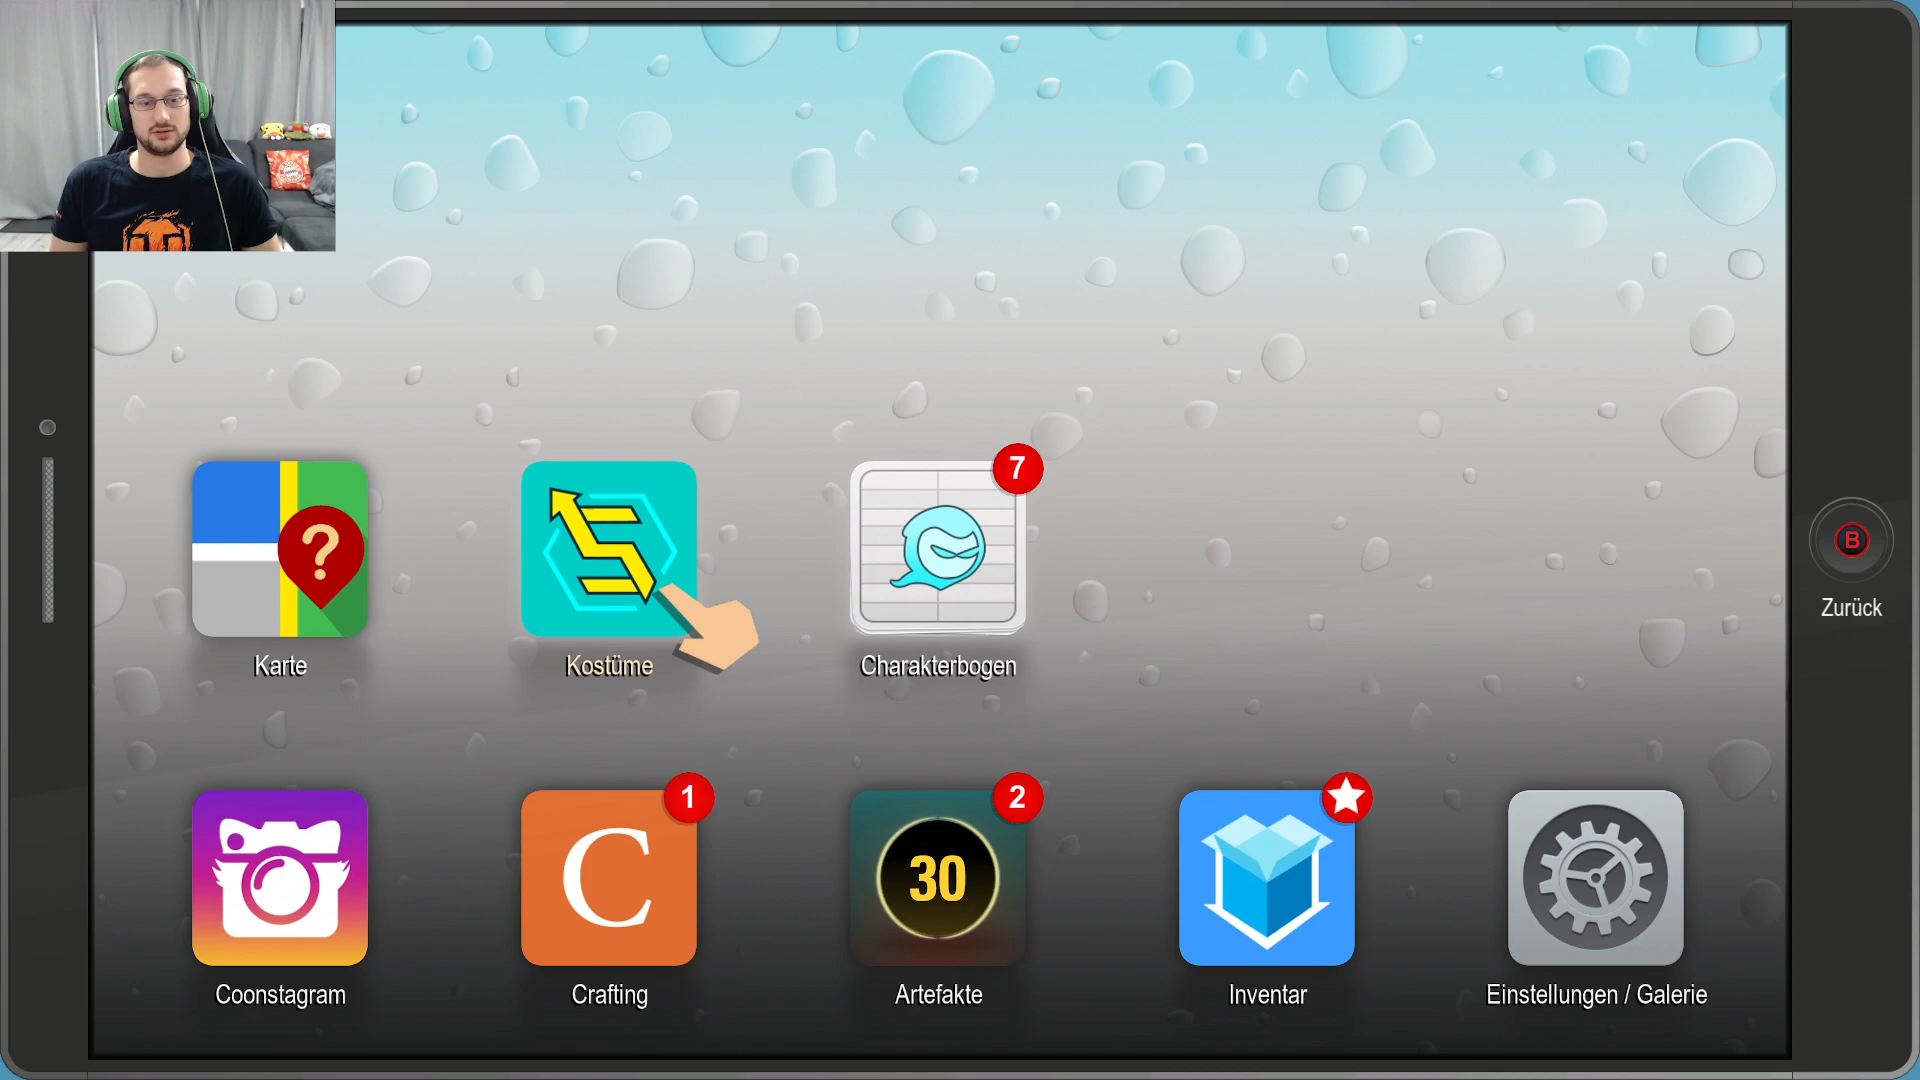 7
?
B
Zurück
Karte
Kostüme
Charakterbogen
1
2
C
30
Coonstagram
Crafting
Artefakte
Inventar
Einstellungen / Galerie